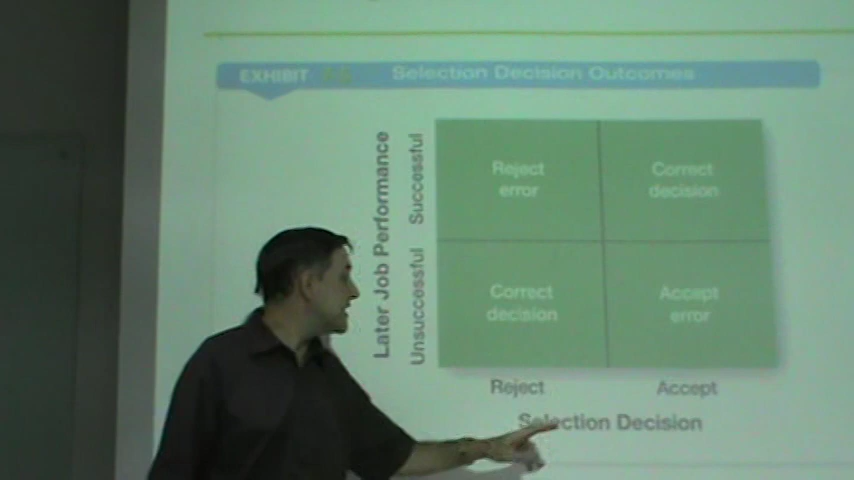 EXHIBIT
Selection Decision Outcomes
Later Job Performance
Successful
Unsuccessful
Reject
error
Correct
decision
Correct
decision
Accept
error
Reject
Accept
Selection Decision